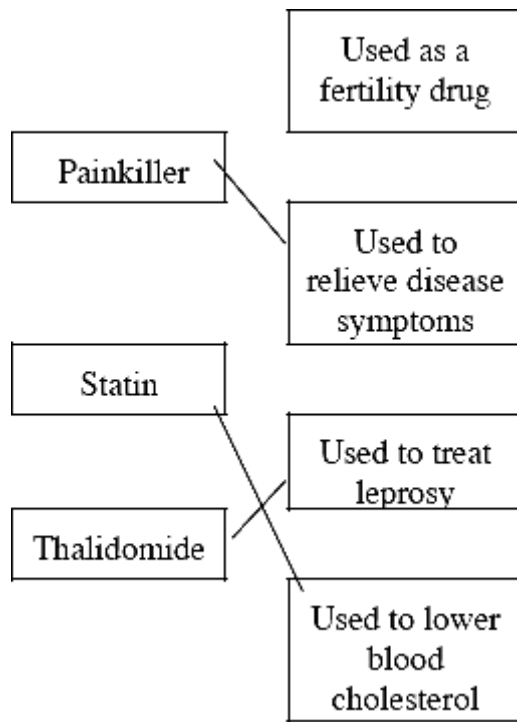 Used as a
fertility drug
Painkiller
Used to
relieve disease
symptoms
Statin
Used to treat
leprosy
Thalidomide
Used to lower
blood
cholesterol